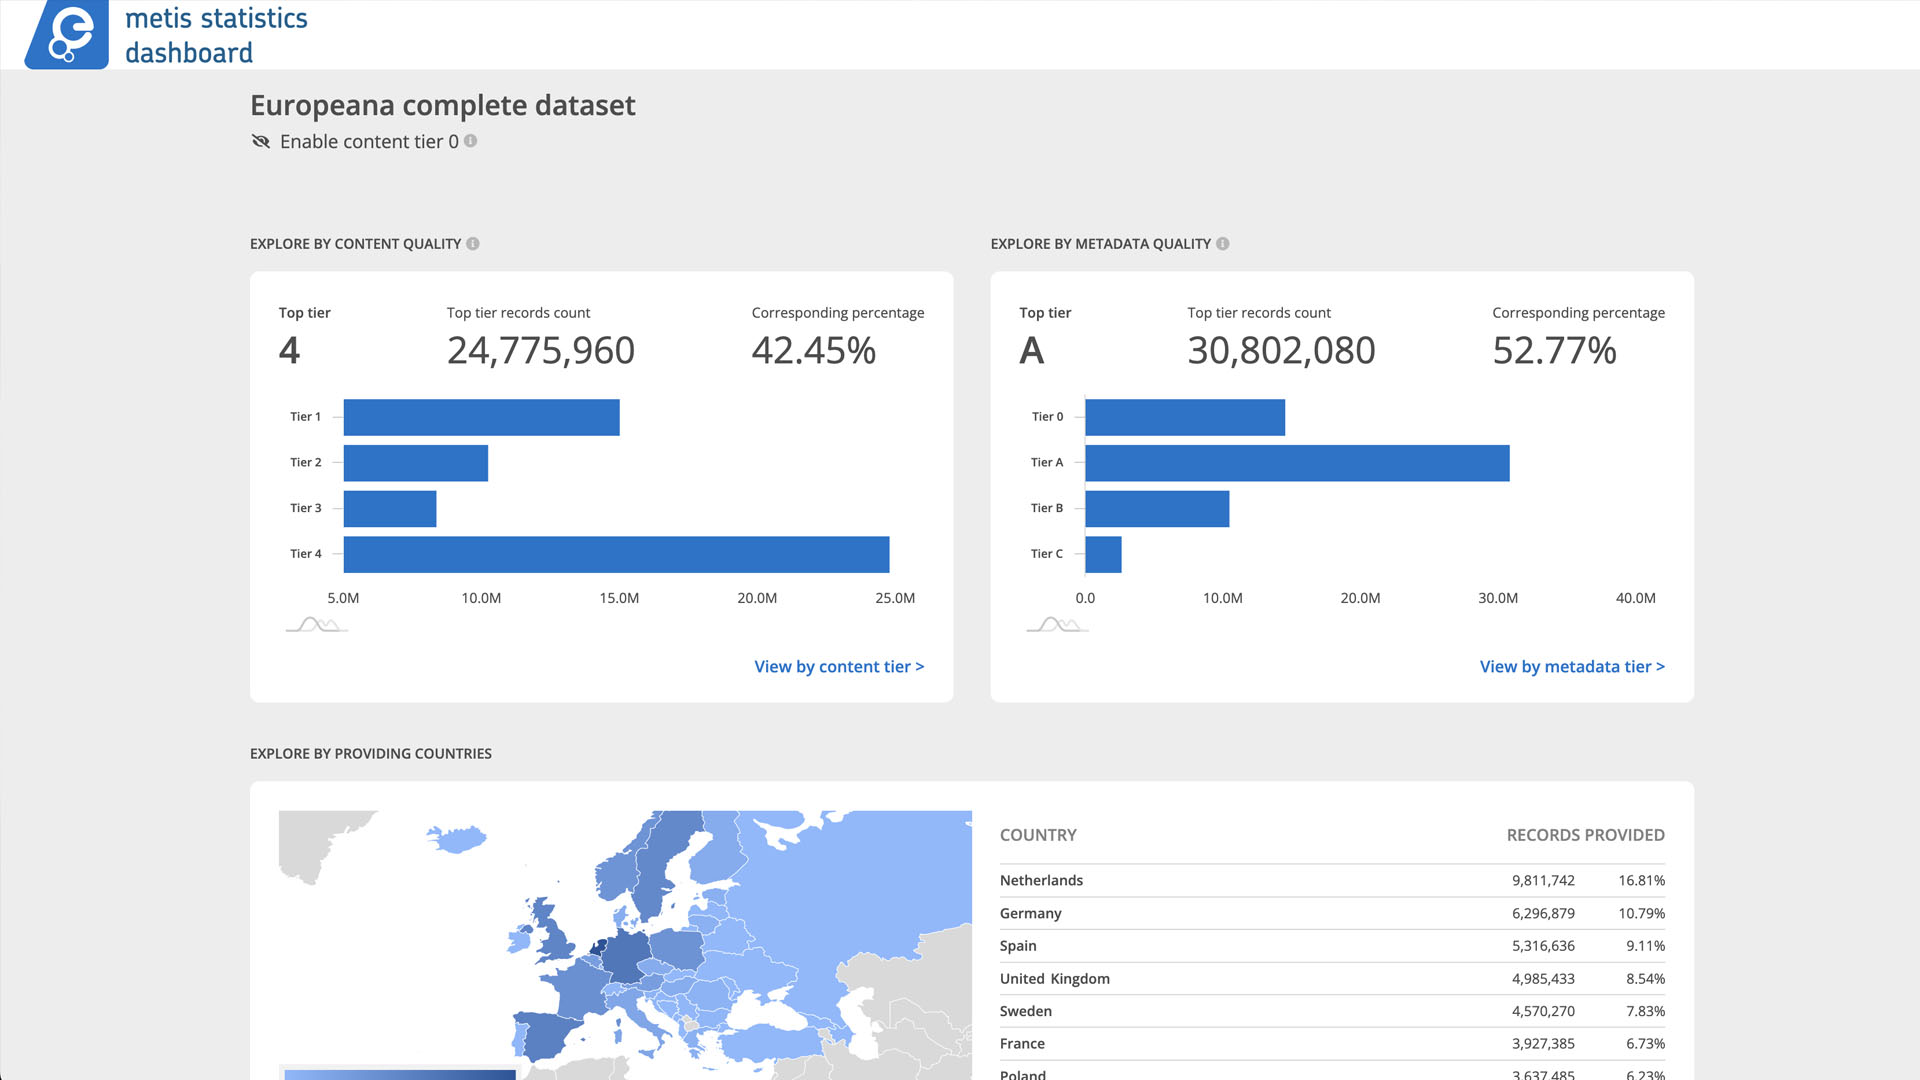 metis statistics
dashboard
Europeana complete dataset
Enable content tier 0
EXPLORE BY CONTENT QUALITY
Top tier Top tier records count Corresponding percentage
4 24,775,960 42.45%
Tier 1
Tier 2
Tier 3
Tier 4
5.0M 10.0M 15.0M 20.0M 25.0M
View by content tier >
EXPLORE BY METADATA QUALITY
Top tier Top tier records count Corresponding percentage
A 30,802,080 52.77%
Tier 0
Tier A
Tier B
Tier C
0.0 10.0M 20.0M 30.0M 40.0M
View by metadata tier >
EXPLORE BY PROVIDING COUNTRIES
COUNTRY RECORDS PROVIDED
Netherlands 9,811,742 16.81%
Germany 6,296,879 10.79%
Spain 5,316,636 9.11%
United Kingdom 4,985,433 8.54%
Sweden 4,570,270 7.83%
France 3,927,385 6.73%
Poland 3,637,485 6.23%